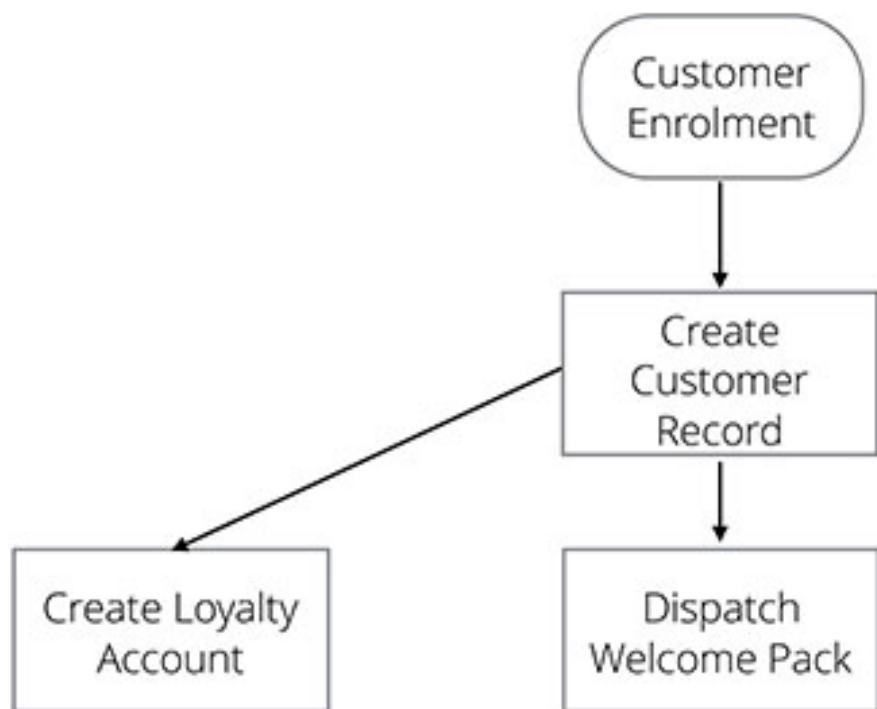 Customer
Enrolment
Create
Customer
Record
Create Loyalty
Account
Dispatch
Welcome Pack